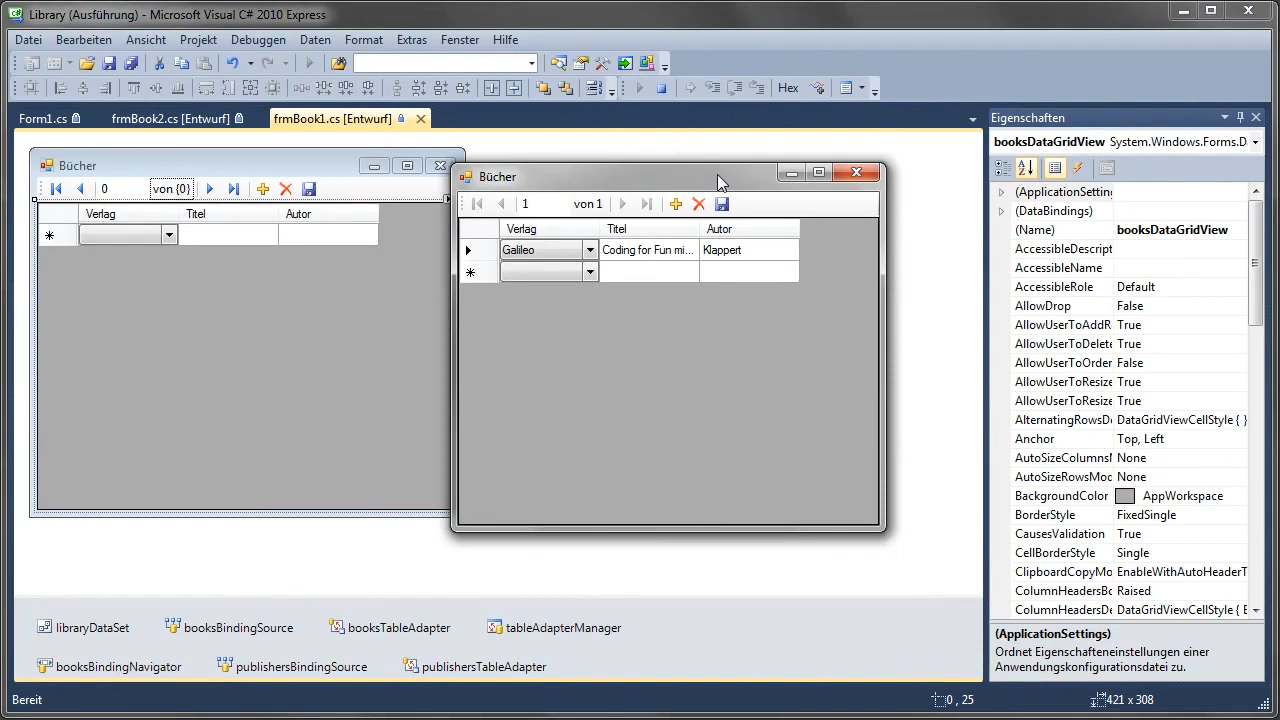 Library (Ausführung) - Microsoft Visual C# 2010 Express
Datei Bearbeiten Ansicht Projekt Debuggen Daten Format Extras Fenster Hilfe
Hex
Form1.cs frmBook2.cs [Entwurf] frmBook1.cs [Entwurf]
Bücher
0 von {0}
Verlag Titel Autor
Bücher
1 von 1
Verlag Titel Autor
Galileo Coding for Fun mi... Klappert
libraryDataSet booksBindingSource booksTableAdapter tableAdapterManager
booksBindingNavigator publishersBindingSource publishersTableAdapter
Eigenschaften
booksDataGridView System.Windows.Forms.D
(ApplicationSetting
(DataBindings)
(Name) booksDataGridView
AccessibleDescript
AccessibleName
AccessibleRole Default
AllowDrop False
AllowUserToAddR True
AllowUserToDelete True
AllowUserToOrder False
AllowUserToResize True
AllowUserToResize True
AlternatingRowsDe DataGridViewCellStyle { }
Anchor Top, Left
AutoSizeColumnsM None
AutoSizeRowsMod None
BackgroundColor AppWorkspace
BorderStyle FixedSingle
CausesValidation True
CellBorderStyle Single
ClipboardCopyMo EnableWithAutoHeaderT
ColumnHeadersBo Raised
ColumnHeadersDe DataGridViewCellStyle { B
(ApplicationSettings)
Ordnet Eigenschafteneinstellungen einer
Anwendungskonfigurationsdatei zu.
Bereit 0 , 25 421 x 308